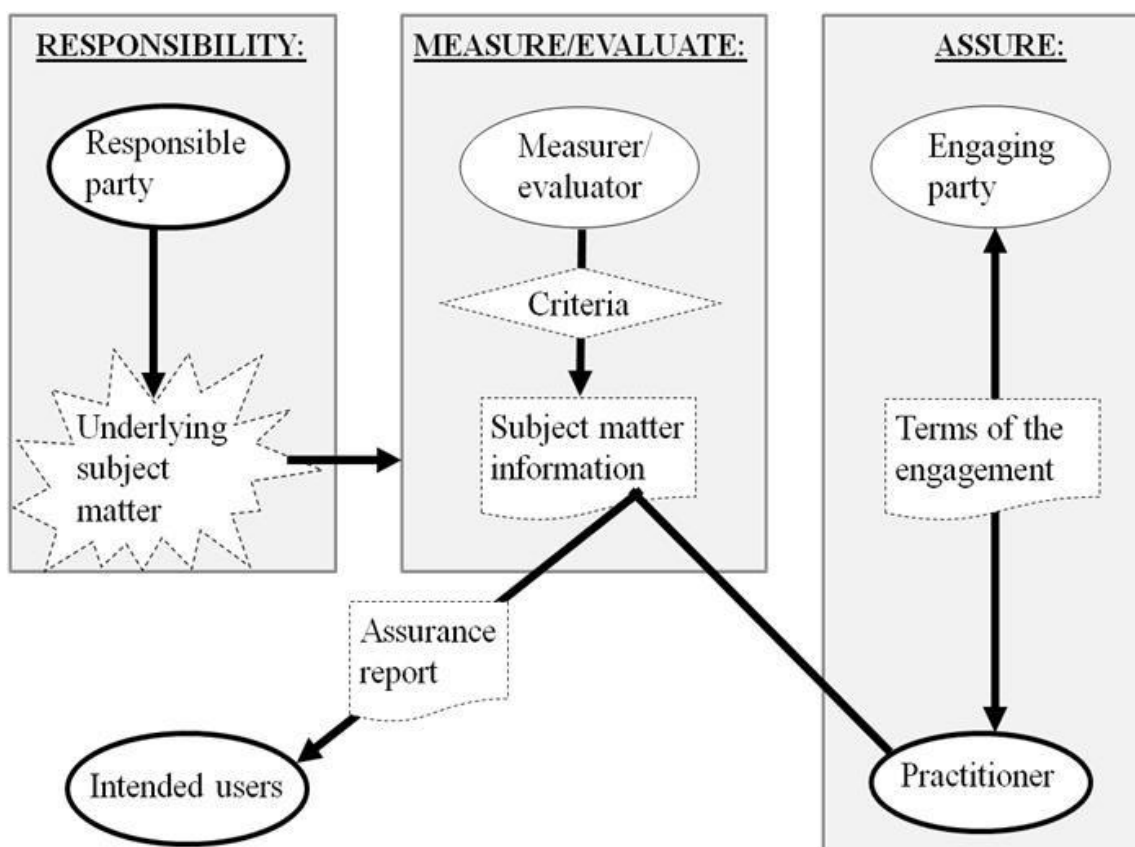 RESPONSIBILITY:
Responsible
party
Underlying
subject
matter
MEASURE/EVALUATE:
Measurer/
evaluator
Criteria
Subject matter
information
ASSURE:
Engaging
party
Terms of the
engagement
Assurance
report
Intended users
Practitioner